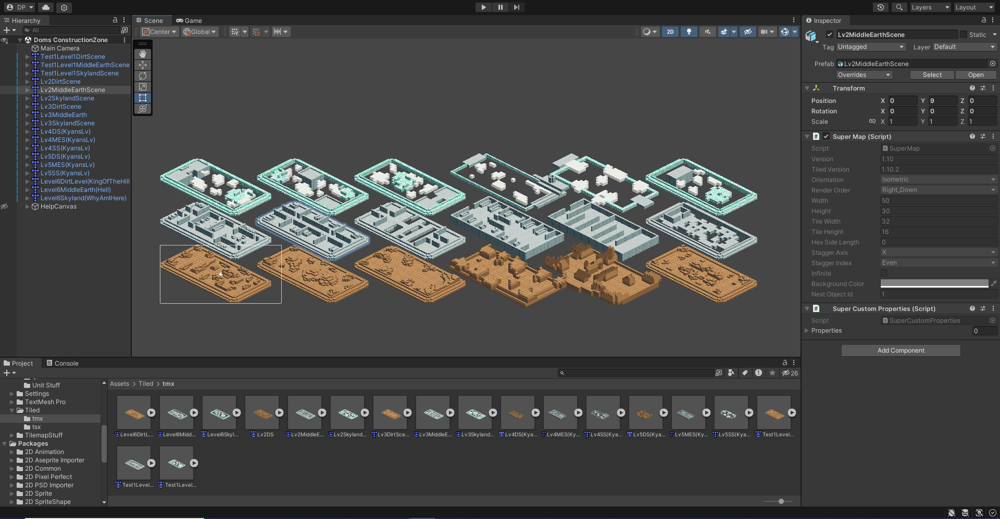 DP
Layers
Layout
Hierarchy
All
Doms ConstructionZone
Main Camera
Test1Level1DirtScene
Test1Level1MiddleEarthScene
Test1Level1SkylandScene
Lv2DirtScene
Lv2MiddleEarthScene
Lv2SkylandScene
Lv3DirtScene
Lv3MiddleEarth
Lv3SkylandScene
Lv4DS(KyansLv)
Lv4MES(KyansLv)
Lv4SS(KyansLv)
Lv5DS(KyansLv)
Lv5MES(KyansLv)
Lv5SS(KyansLv)
Level6DirtLevel(KingOfTheHill
Level6MiddleEarth(Hell)
Level6Skyland(WhyAmIHere)
HelpCanvas
Scene
Game
Center
Global
2D
Inspector
Lv2MiddleEarthScene
Static
Tag Untagged
Layer Default
Prefab Lv2MiddleEarthScene
Overrides Select Open
Transform
Position X 0 Y 9 Z 0
Rotation X 0 Y 0 Z 0
Scale X 1 Y 1 Z 1
Super Map (Script)
Script SuperMap
Version 1.10
Tiled Version 1.10.2
Orientation Isometric
Render Order Right_Down
Width 50
Height 30
Tile Width 32
Tile Height 16
Hex Side Length 0
Stagger Axis X
Stagger Index Even
Infinite
Background Color
Next Object Id 1
Super Custom Properties (Script)
Script SuperCustomProperties
Properties 0
Add Component
Project
Console
26
Unit Stuff
Settings
TextMesh Pro
Tiled
tmx
tsx
TilemapStuff
Packages
2D Animation
2D Aseprite Importer
2D Common
2D Pixel Perfect
2D PSD Importer
2D Sprite
2D SpriteShape
Assets > Tiled > tmx
Level6DirtL...
Level6Midd...
Level6Skyl...
Lv2DS
Lv2MiddleE...
Lv2Skyland...
Lv3DirtSce...
Lv3MiddleE...
Lv3Skyland...
Lv4DS(Kya...
Lv4MES(Ky...
Lv4SS(Kya...
Lv5DS(Kya...
Lv5MES(Ky...
Lv5SS(Kya...
Test1Level...
Test1Level...
Test1Level...